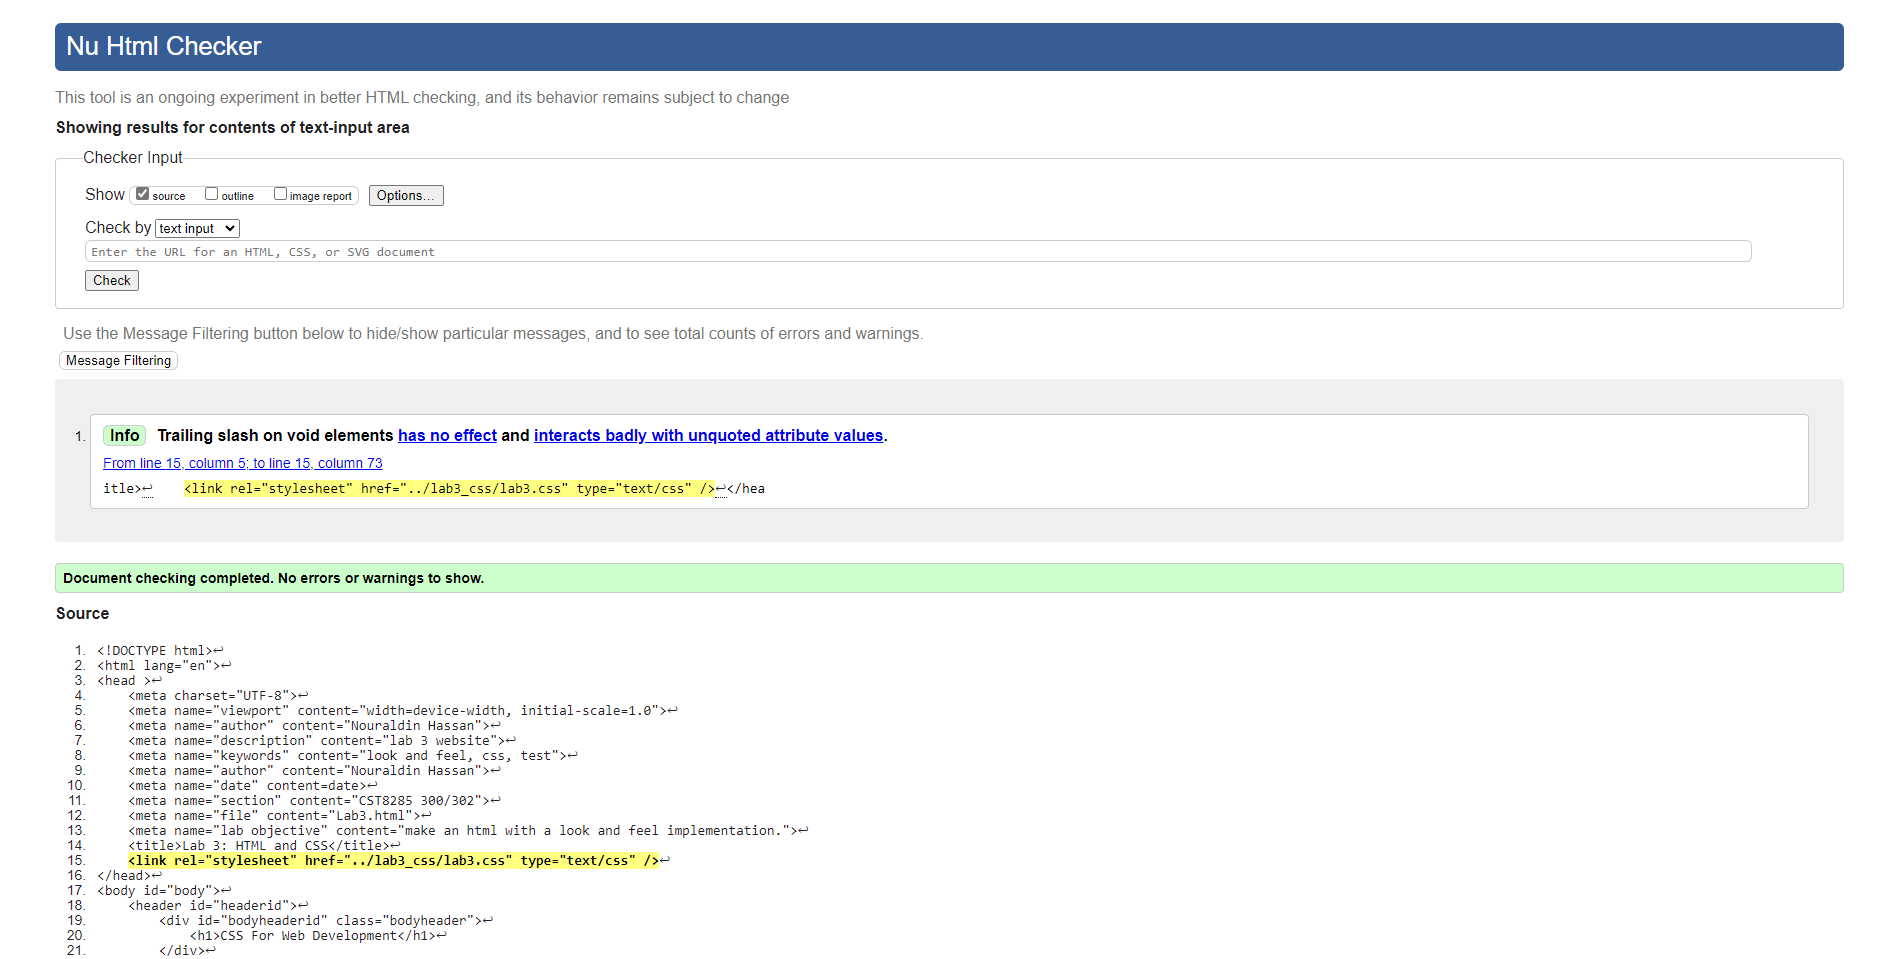 Nu Html Checker
This tool is an ongoing experiment in better HTML checking, and its behavior remains subject to change
Showing results for contents of text-input area
Checker Input
Show source outline image report Options...
Check by text input
Enter the URL for an HTML, CSS, or SVG document
Check
Use the Message Filtering button below to hide/show particular messages, and to see total counts of errors and warnings.
Message Filtering
1. Info Trailing slash on void elements has no effect and interacts badly with unquoted attribute values.
From line 15, column 5; to line 15, column 73
itle>↩    <link rel="stylesheet" href="../lab3_css/lab3.css" type="text/css" />↩</hea
Document checking completed. No errors or warnings to show.
Source
1. <!DOCTYPE html>↩
2. <html lang="en">↩
3. <head >↩
4.     <meta charset="UTF-8">↩
5.     <meta name="viewport" content="width=device-width, initial-scale=1.0">↩
6.     <meta name="author" content="Nouraldin Hassan">↩
7.     <meta name="description" content="lab 3 website">↩
8.     <meta name="keywords" content="look and feel, css, test">↩
9.     <meta name="author" content="Nouraldin Hassan">↩
10.     <meta name="date" content=date>↩
11.     <meta name="section" content="CST8285 300/302">↩
12.     <meta name="file" content="Lab3.html">↩
13.     <meta name="lab objective" content="make an html with a look and feel implementation.">↩
14.     <title>Lab 3: HTML and CSS</title>↩
15.     <link rel="stylesheet" href="../lab3_css/lab3.css" type="text/css" />↩
16. </head>↩
17. <body id="body">↩
18.     <header id="headerid">↩
19.         <div id="bodyheaderid" class="bodyheader">↩
20.             <h1>CSS For Web Development</h1>↩
21.         </div>↩